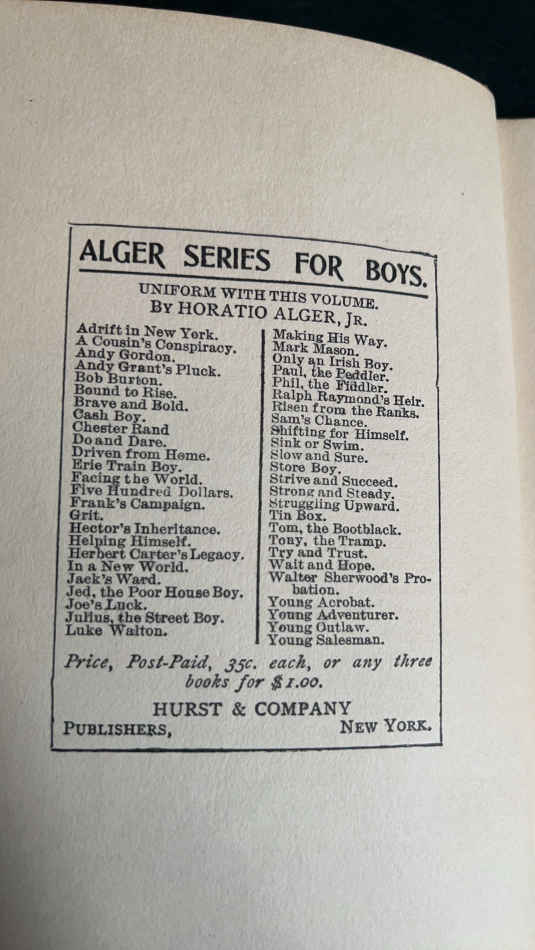 ALGER SERIES FOR BOYS.
UNIFORM WITH THIS VOLUME.
BY HORATIO ALGER, JR.
Adrift in New York.
A Cousin's Conspiracy.
Andy Gordon.
Andy Grant's Pluck.
Bob Burton.
Bound to Rise.
Brave and Bold.
Cash Boy.
Chester Rand
Do and Dare.
Driven from Home.
Erie Train Boy.
Facing the World.
Five Hundred Dollars.
Frank's Campaign.
Grit.
Hector's Inheritance.
Helping Himself.
Herbert Carter's Legacy.
In a New World.
Jack's Ward.
Jed, the Poor House Boy.
Joe's Luck.
Julius, the Street Boy.
Luke Walton.
Making His Way.
Mark Mason.
Only an Irish Boy.
Paul, the Peddler.
Phil, the Fiddler.
Ralph Raymond's Heir.
Risen from the Ranks.
Sam's Chance.
Shifting for Himself.
Sink or Swim.
Slow and Sure.
Store Boy.
Strive and Succeed.
Strong and Steady.
Struggling Upward.
Tin Box.
Tom, the Bootblack.
Tony, the Tramp.
Try and Trust.
Wait and Hope.
Walter Sherwood's Pro-
bation.
Young Acrobat.
Young Adventurer.
Young Outlaw.
Young Salesman.
Price, Post-Paid, 35c. each, or any three
books for $1.00.
HURST & COMPANY
PUBLISHERS, NEW YORK.